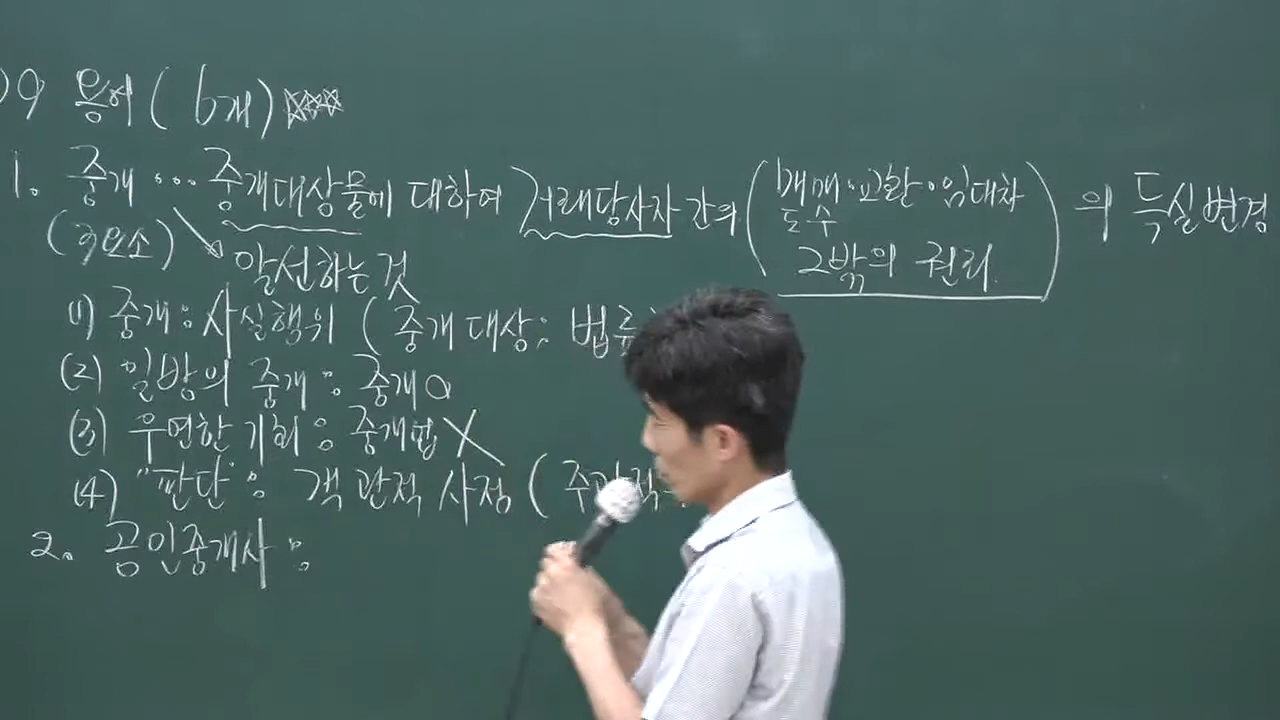 9 용어 (6개)
1. 중개 ... 중개대상물에 대하여 거래당사자 간의 (매매·교환·임대차 의 득실변경
그밖의 권리)
(3요소) 알선하는 것
1) 중개 : 사실행위 (중개대상: 법률
(2) 일방의 중개 : 중개 O
(3) 우연한 기회 : 중개업 X
(4) "판단" : 객관적 사정 (주관적
2. 공인중개사 :